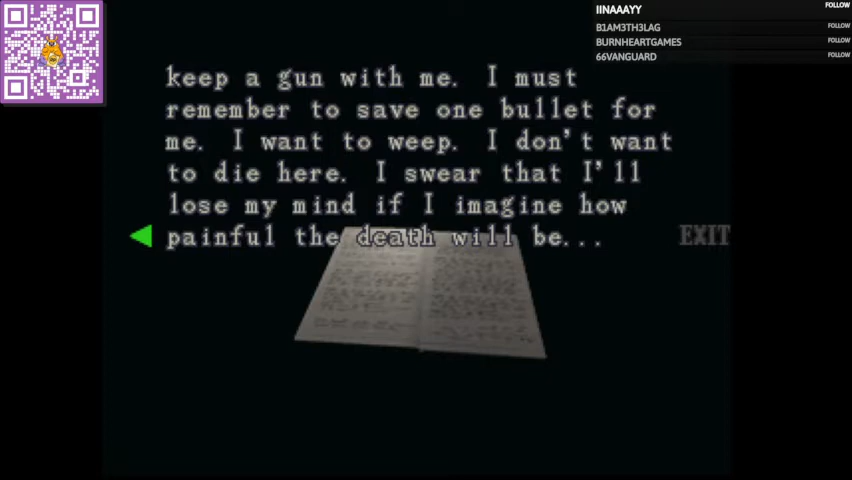 IINAAAYY FOLLOW
B1AM3TH3LAG FOLLOW
BURNHEARTGAMES FOLLOW
66VANGUARD FOLLOW
keep a gun with me. I must
remember to save one bullet for
me. I want to weep. I don't want
to die here. I swear that I'll
lose my mind if I imagine how
painful the death will be...
EXIT